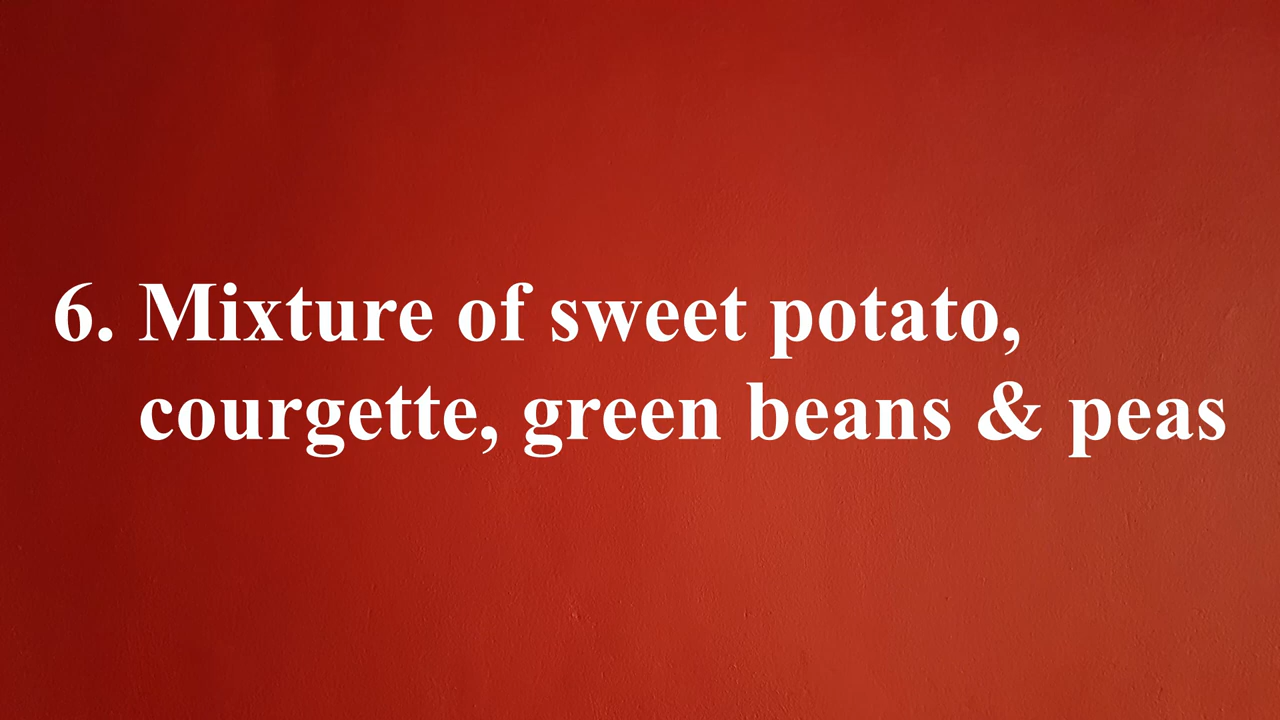 6. Mixture of sweet potato,
courgette, green beans & peas